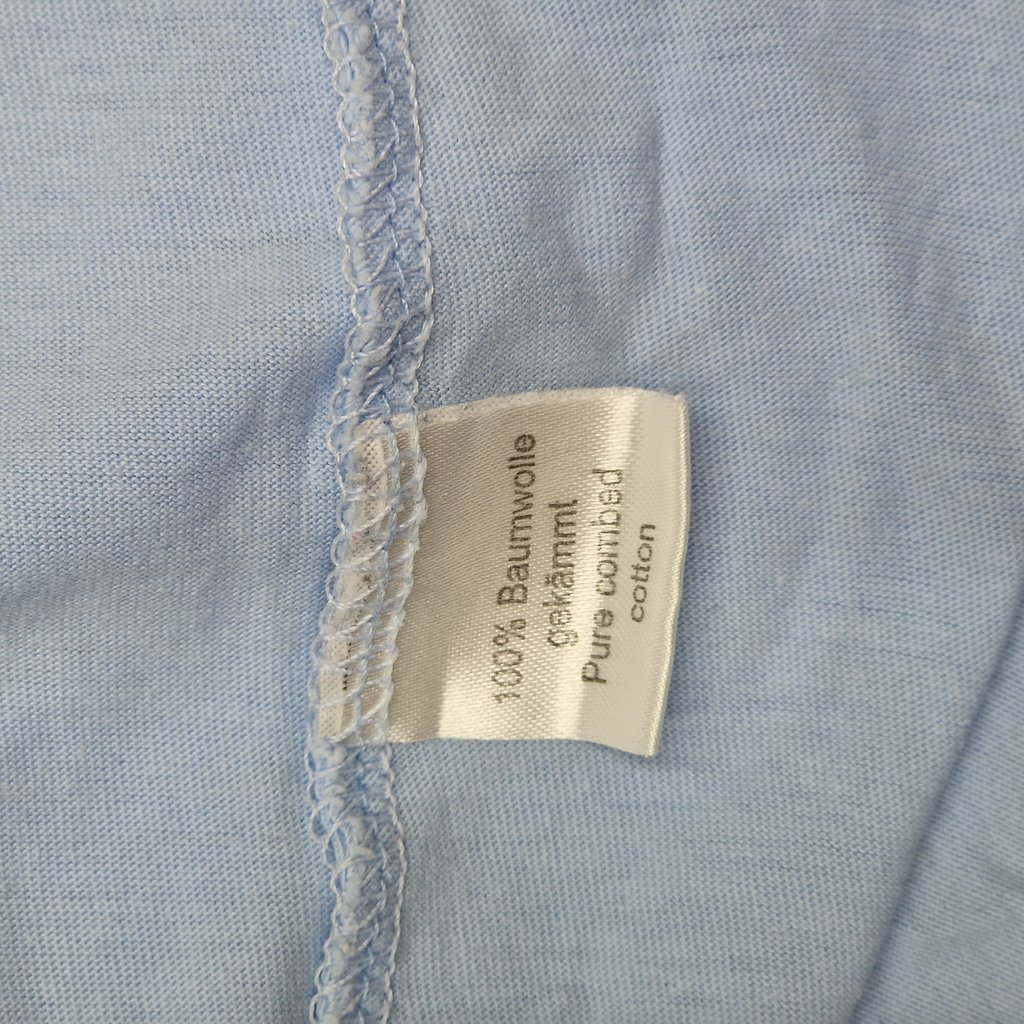 100% Baumwolle
gekämmt
Pure combed
cotton